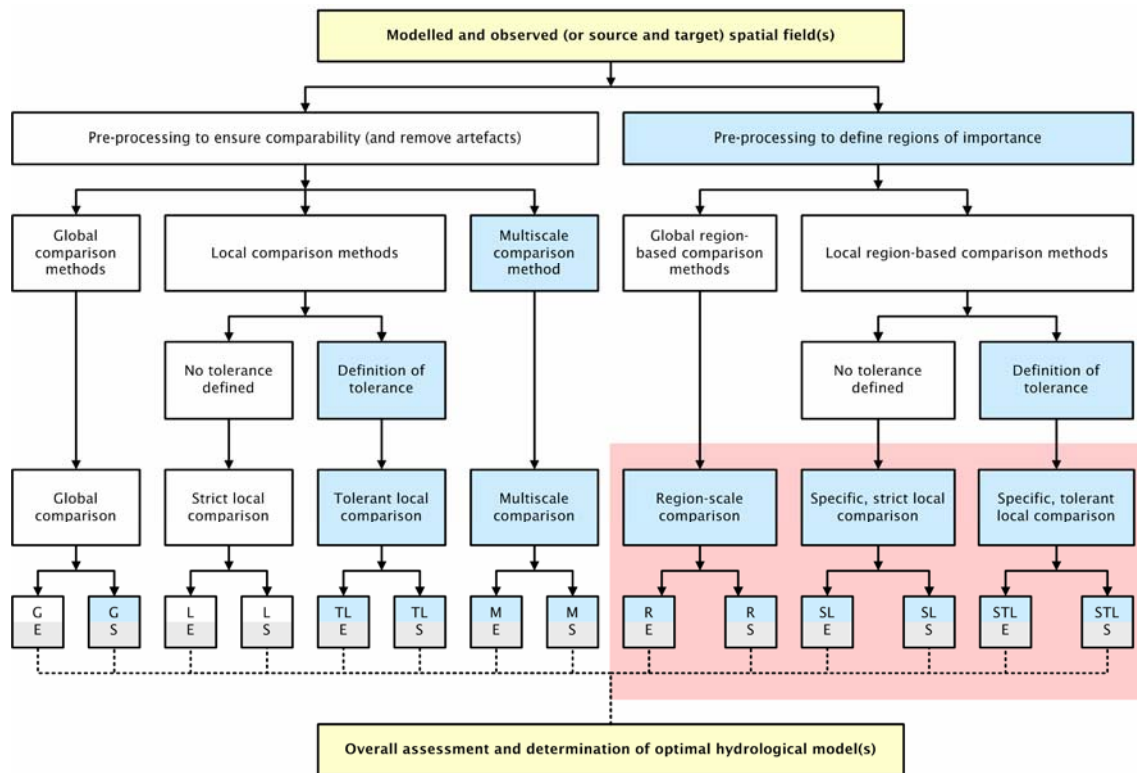 Modelled and observed (or source and target) spatial field(s)
Pre-processing to ensure comparability (and remove artefacts)
Pre-processing to define regions of importance
Global
comparison
methods
Local comparison methods
Multiscale
comparison
method
Global region-
based comparison
methods
Local region-based comparison methods
No tolerance
defined
Definition of
tolerance
No tolerance
defined
Definition of
tolerance
Global
comparison
Strict local
comparison
Tolerant local
comparison
Multiscale
comparison
Region-scale
comparison
Specific, strict local
comparison
Specific, tolerant
local comparison
G
E
G
S
L
E
L
S
TL
E
TL
S
M
E
M
S
R
E
R
S
SL
E
SL
S
STL
E
STL
S
Overall assessment and determination of optimal hydrological model(s)